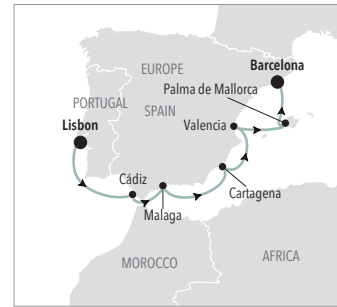 Barcelona
EUROPE
Palma de Mallorca
PORTUGAL
SPAIN
Lisbon
Valencia
Cádiz
Cartagena
Malaga
MOROCCO
AFRICA